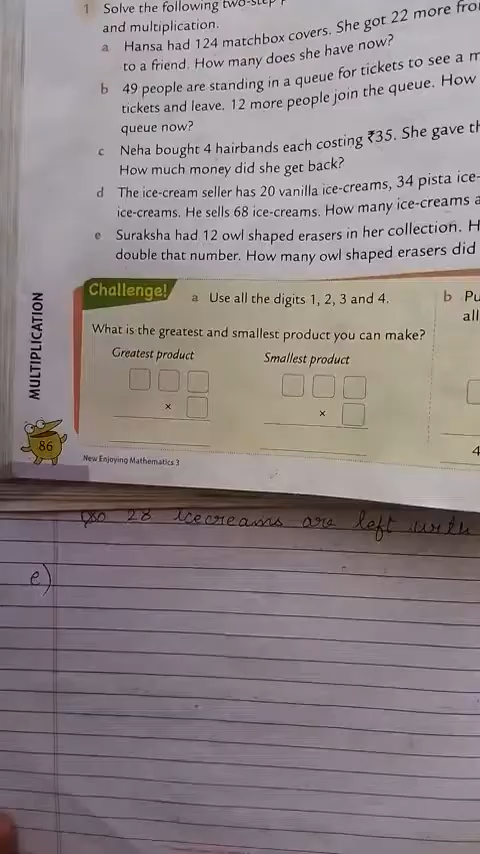 1 Solve the following two-step
and multiplication.
a Hansa had 124 matchbox covers. She got 22 more fro
to a friend. How many does she have now?
b 49 people are standing in a queue for tickets to see a m
tickets and leave. 12 more people join the queue. How
queue now?
c Neha bought 4 hairbands each costing ₹35. She gave th
How much money did she get back?
d The ice-cream seller has 20 vanilla ice-creams, 34 pista ice-
ice-creams. He sells 68 ice-creams. How many ice-creams a
e Suraksha had 12 owl shaped erasers in her collection. H
double that number. How many owl shaped erasers did
Challenge! a Use all the digits 1, 2, 3 and 4. b Pu
all
What is the greatest and smallest product you can make?
Greatest product Smallest product
× ×
4
MULTIPLICATION
86
New Enjoying Mathematics 3
28 icecreams are left with
e)